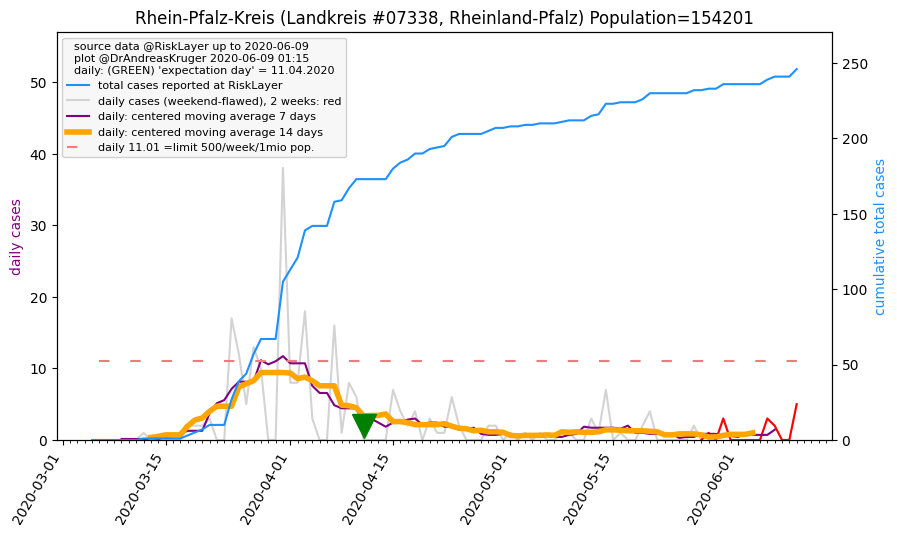 Rhein-Pfalz-Kreis (Landkreis #07338, Rheinland-Pfalz) Population=154201
source data @RiskLayer up to 2020-06-09
plot @DrAndreasKruger 2020-06-09 01:15
daily: (GREEN) 'expectation day' = 11.04.2020
total cases reported at RiskLayer
daily cases (weekend-flawed), 2 weeks: red
daily: centered moving average 7 days
daily: centered moving average 14 days
daily 11.01 =limit 500/week/1mio pop.
daily cases
50
40
30
20
10
0
cumulative total cases
250
200
150
100
50
0
2020-03-01
2020-03-15
2020-04-01
2020-04-15
2020-05-01
2020-05-15
2020-06-01